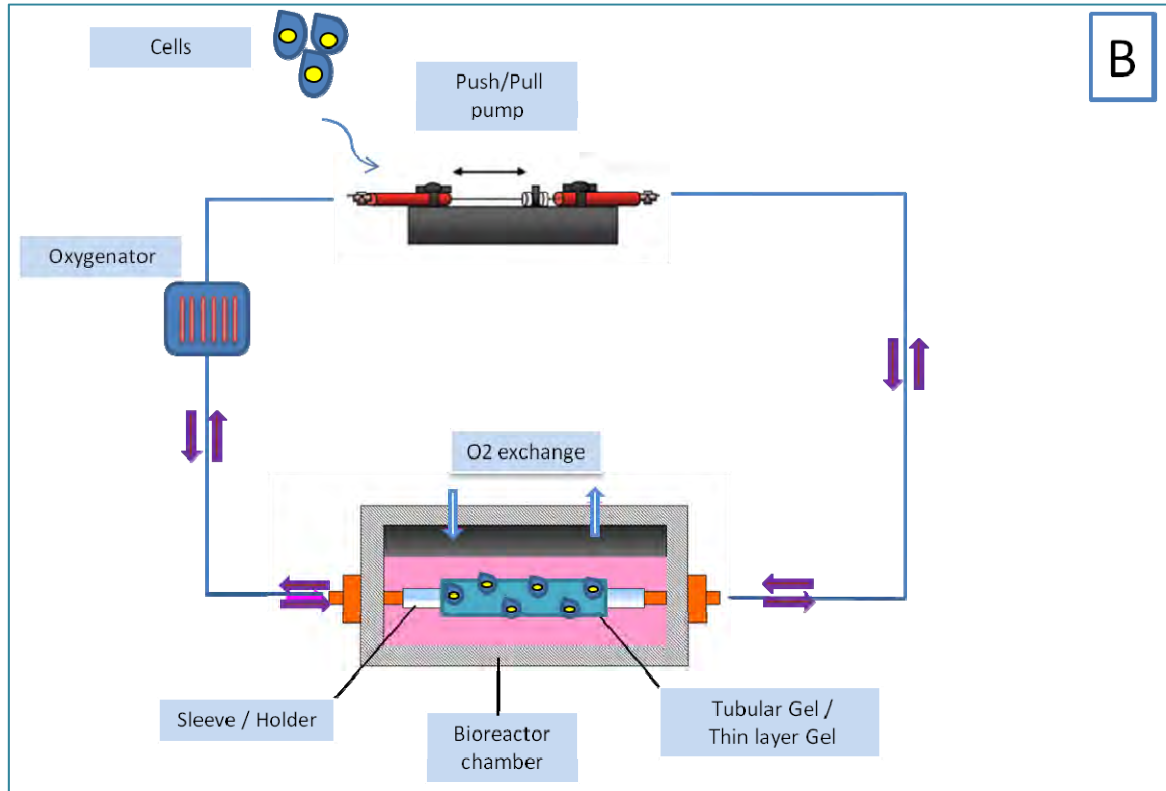 Cells
B
Push/Pull
pump
Oxygenator
O2 exchange
Sleeve / Holder
Bioreactor
chamber
Tubular Gel /
Thin layer Gel